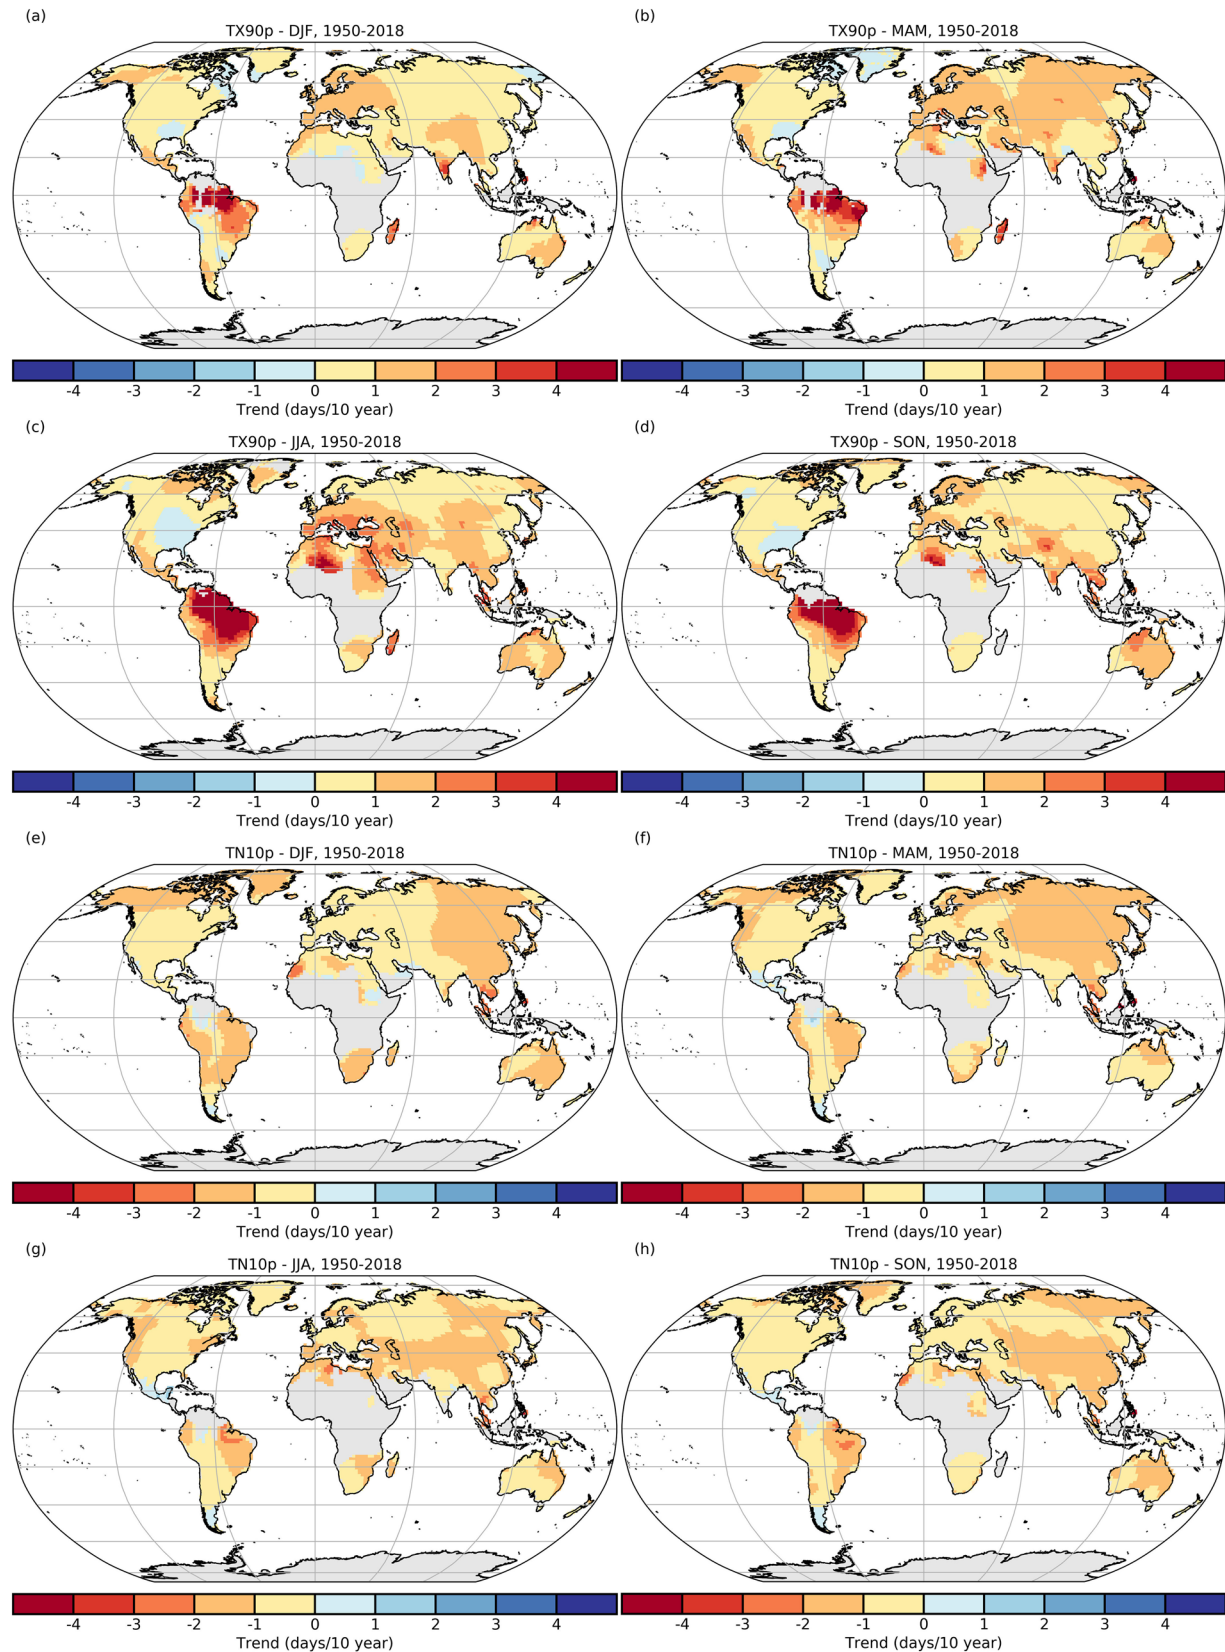 (a)
TX90p - DJF, 1950-2018
-4 -3 -2 -1 0 1 2 3 4
Trend (days/10 year)
(b)
TX90p - MAM, 1950-2018
-4 -3 -2 -1 0 1 2 3 4
Trend (days/10 year)
(c)
TX90p - JJA, 1950-2018
-4 -3 -2 -1 0 1 2 3 4
Trend (days/10 year)
(d)
TX90p - SON, 1950-2018
-4 -3 -2 -1 0 1 2 3 4
Trend (days/10 year)
(e)
TN10p - DJF, 1950-2018
-4 -3 -2 -1 0 1 2 3 4
Trend (days/10 year)
(f)
TN10p - MAM, 1950-2018
-4 -3 -2 -1 0 1 2 3 4
Trend (days/10 year)
(g)
TN10p - JJA, 1950-2018
-4 -3 -2 -1 0 1 2 3 4
Trend (days/10 year)
(h)
TN10p - SON, 1950-2018
-4 -3 -2 -1 0 1 2 3 4
Trend (days/10 year)